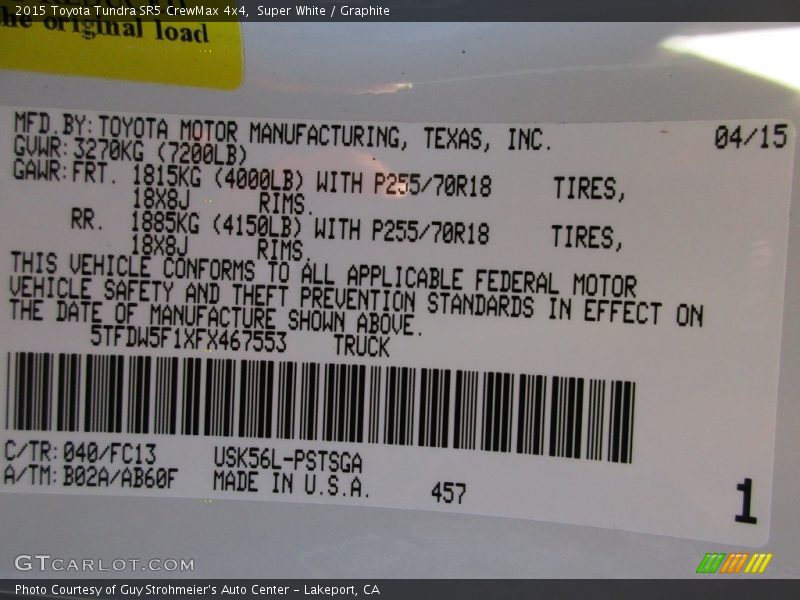 2015 Toyota Tundra SR5 CrewMax 4x4, Super White / Graphite
the original load
MFD.BY:TOYOTA MOTOR MANUFACTURING, TEXAS, INC. 04/15
GVWR:3270KG (7200LB)
GAWR:FRT. 1815KG (4000LB) WITH P255/70R18 TIRES,
18X8J RIMS.
RR. 1885KG (4150LB) WITH P255/70R18 TIRES,
18X8J RIMS.
THIS VEHICLE CONFORMS TO ALL APPLICABLE FEDERAL MOTOR
VEHICLE SAFETY AND THEFT PREVENTION STANDARDS IN EFFECT ON
THE DATE OF MANUFACTURE SHOWN ABOVE.
5TFDW5F1XFX467553 TRUCK
C/TR:040/FC13 USK56L-PSTSGA
A/TM:B02A/AB60F MADE IN U.S.A. 457 1
GTCARLOT.COM
Photo Courtesy of Guy Strohmeier's Auto Center – Lakeport, CA